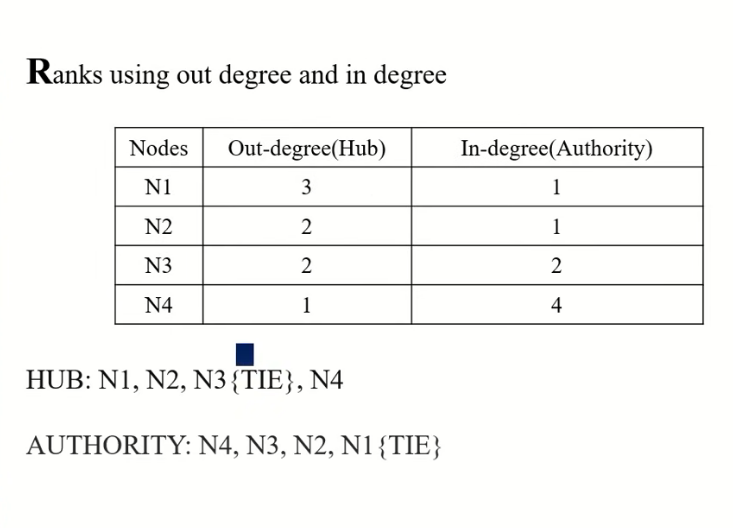 Ranks using out degree and in degree
Nodes Out-degree(Hub) In-degree(Authority)
N1 3 1
N2 2 1
N3 2 2
N4 1 4
HUB: N1, N2, N3{TIE}, N4
AUTHORITY: N4, N3, N2, N1{TIE}